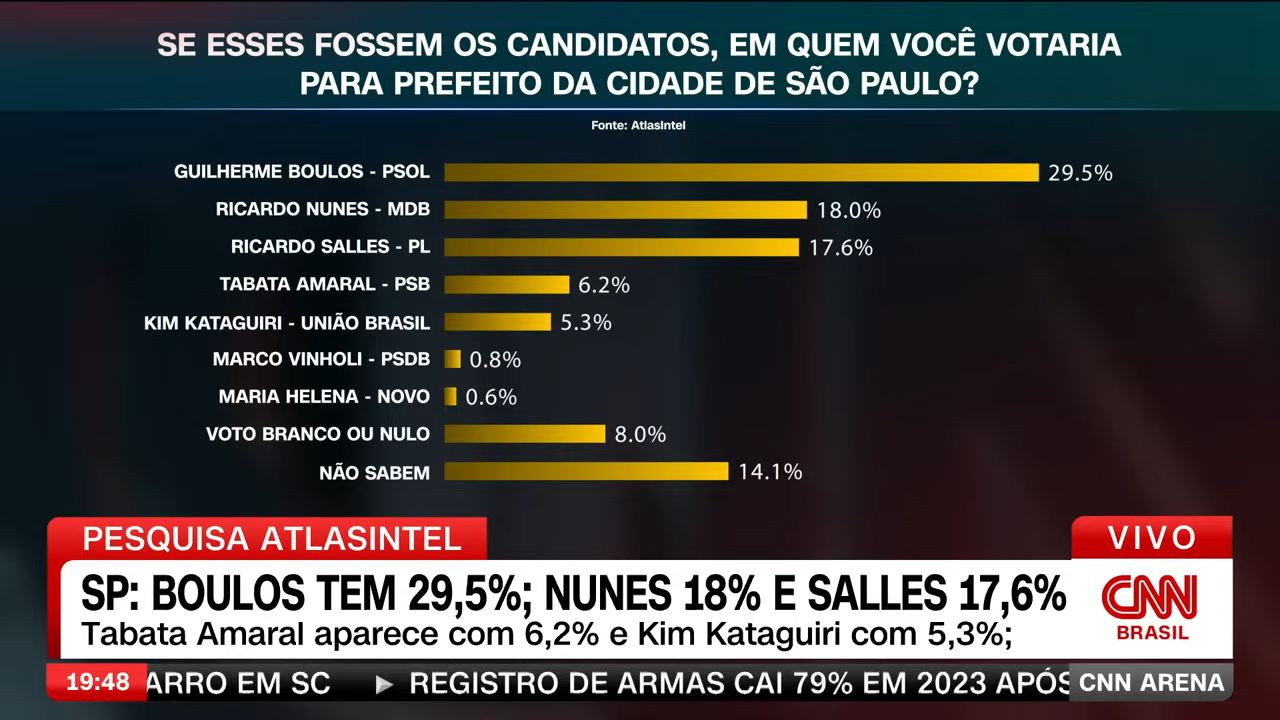 SE ESSES FOSSEM OS CANDIDATOS, EM QUEM VOCÊ VOTARIA
PARA PREFEITO DA CIDADE DE SÃO PAULO?
Fonte: AtlasIntel
GUILHERME BOULOS - PSOL 29.5%
RICARDO NUNES - MDB 18.0%
RICARDO SALLES - PL 17.6%
TABATA AMARAL - PSB 6.2%
KIM KATAGUIRI - UNIÃO BRASIL 5.3%
MARCO VINHOLI - PSDB 0.8%
MARIA HELENA - NOVO 0.6%
VOTO BRANCO OU NULO 8.0%
NÃO SABEM 14.1%
PESQUISA ATLASINTEL
VIVO
SP: BOULOS TEM 29,5%; NUNES 18% E SALLES 17,6%
Tabata Amaral aparece com 6,2% e Kim Kataguiri com 5,3%;
CNN
BRASIL
19:48 ARRO EM SC REGISTRO DE ARMAS CAI 79% EM 2023 APÓS CNN ARENA